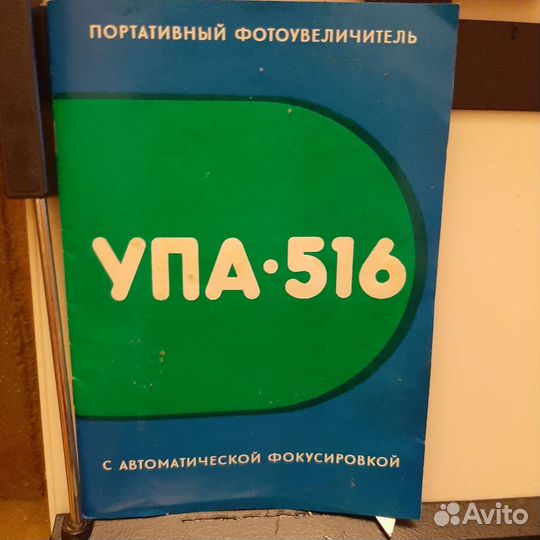 ПОРТАТИВНЫЙ ФОТОУВЕЛИЧИТЕЛЬ
УПА·516
С АВТОМАТИЧЕСКОЙ ФОКУСИРОВКОЙ
Avito